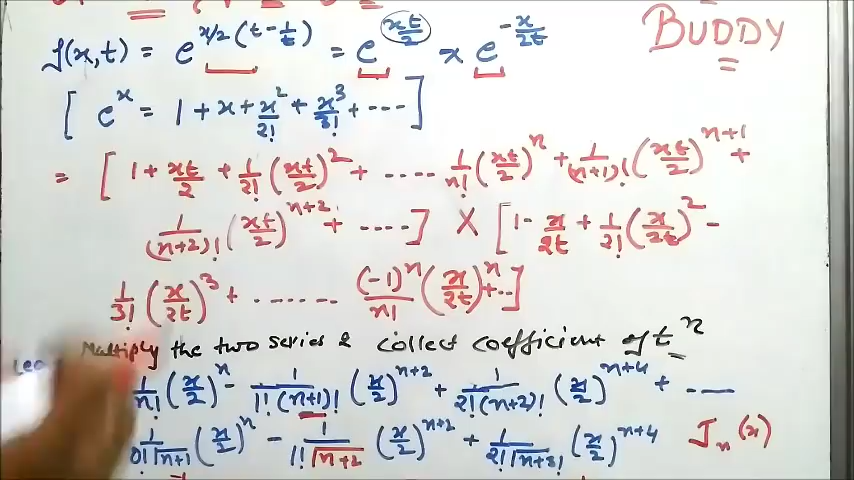 BUDDY
f(x,t) = e^{x/2 (t - 1/t)} = e^{xt/2} × e^{-x/2t}
[ e^x = 1 + x + x^2/2! + x^3/3! + ---- ]
= [ 1 + xt/2 + 1/2! (xt/2)^2 + .... 1/n! (xt/2)^n + 1/(n+1)! (xt/2)^{n+1} +
1/(n+2)! (xt/2)^{n+2} + ---- ] X [ 1 - x/2t + 1/2! (x/2t)^2 -
1/3! (x/2t)^3 + ....... (-1)^n/n! (x/2t)^n + .. ]
Multiply the two series & collect coefficient of t^n
1/n! (x/2)^n - 1/1!(n+1)! (x/2)^{n+2} + 1/2!(n+2)! (x/2)^{n+4} + ----
1/0!Γn+1 (x/2)^n - 1/1!Γn+2 (x/2)^{n+2} + 1/2!Γn+3! (x/2)^{n+4} J_n(x)